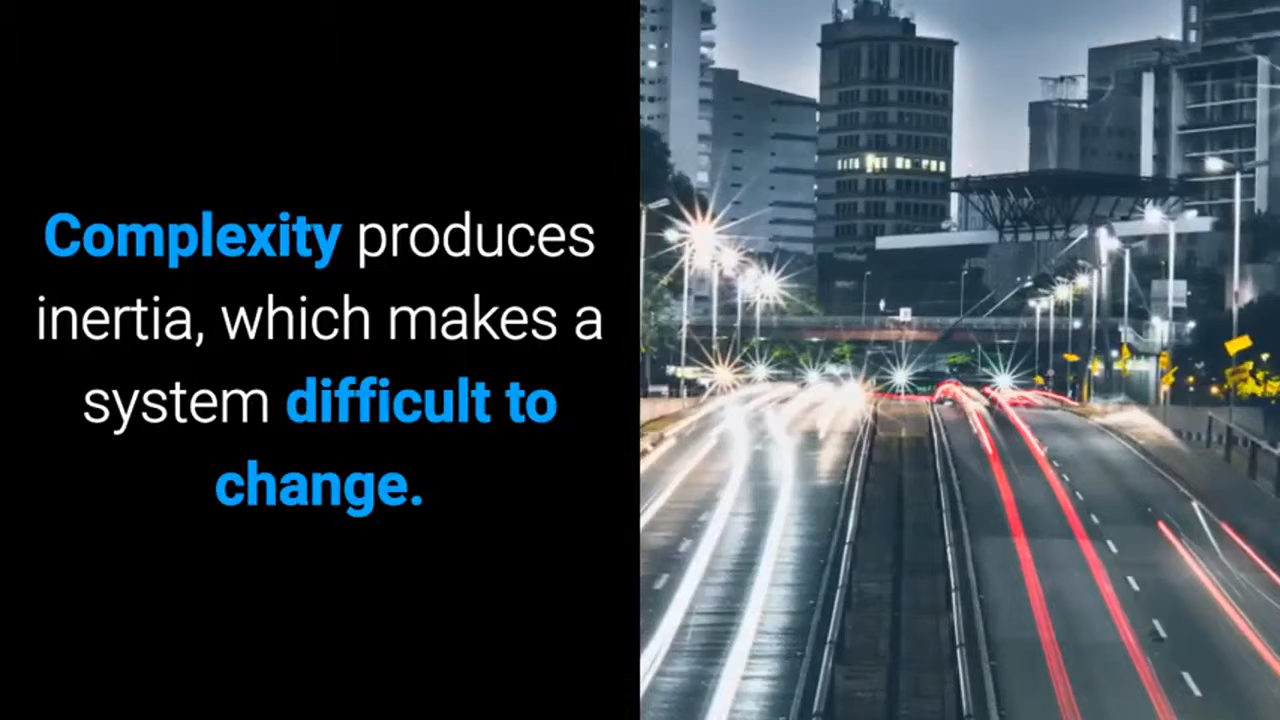 Complexity produces
inertia, which makes a
system difficult to
change.